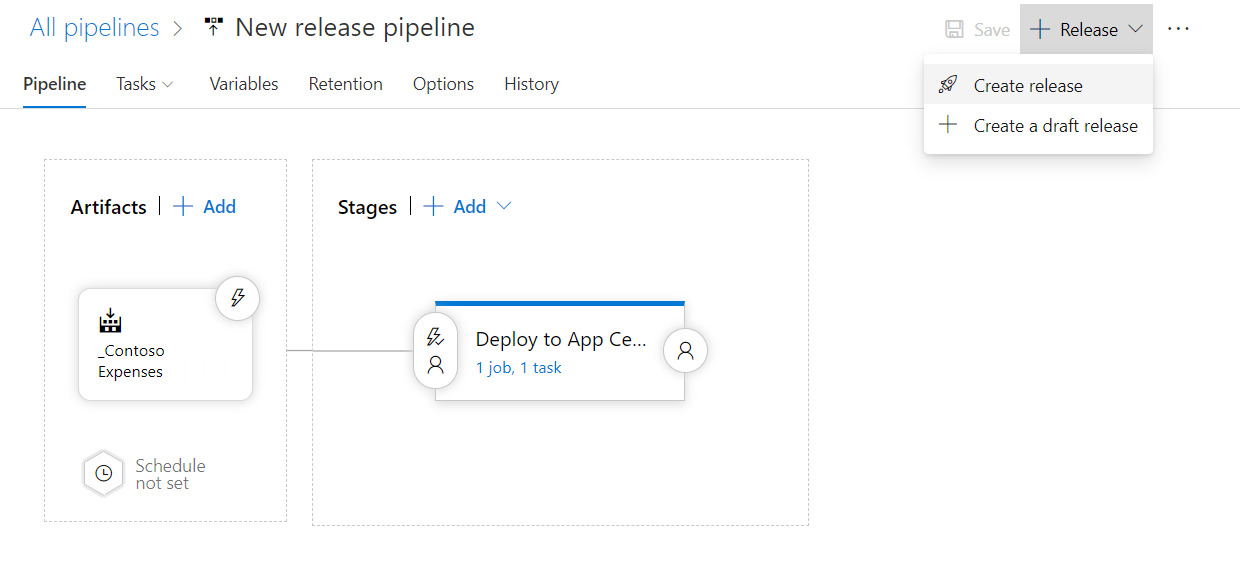 All pipelines > New release pipeline
Save
Release
Pipeline Tasks Variables Retention Options History
Create release
Create a draft release
Artifacts | + Add
Stages | + Add
_Contoso
Expenses
Deploy to App Ce...
1 job, 1 task
Schedule
not set